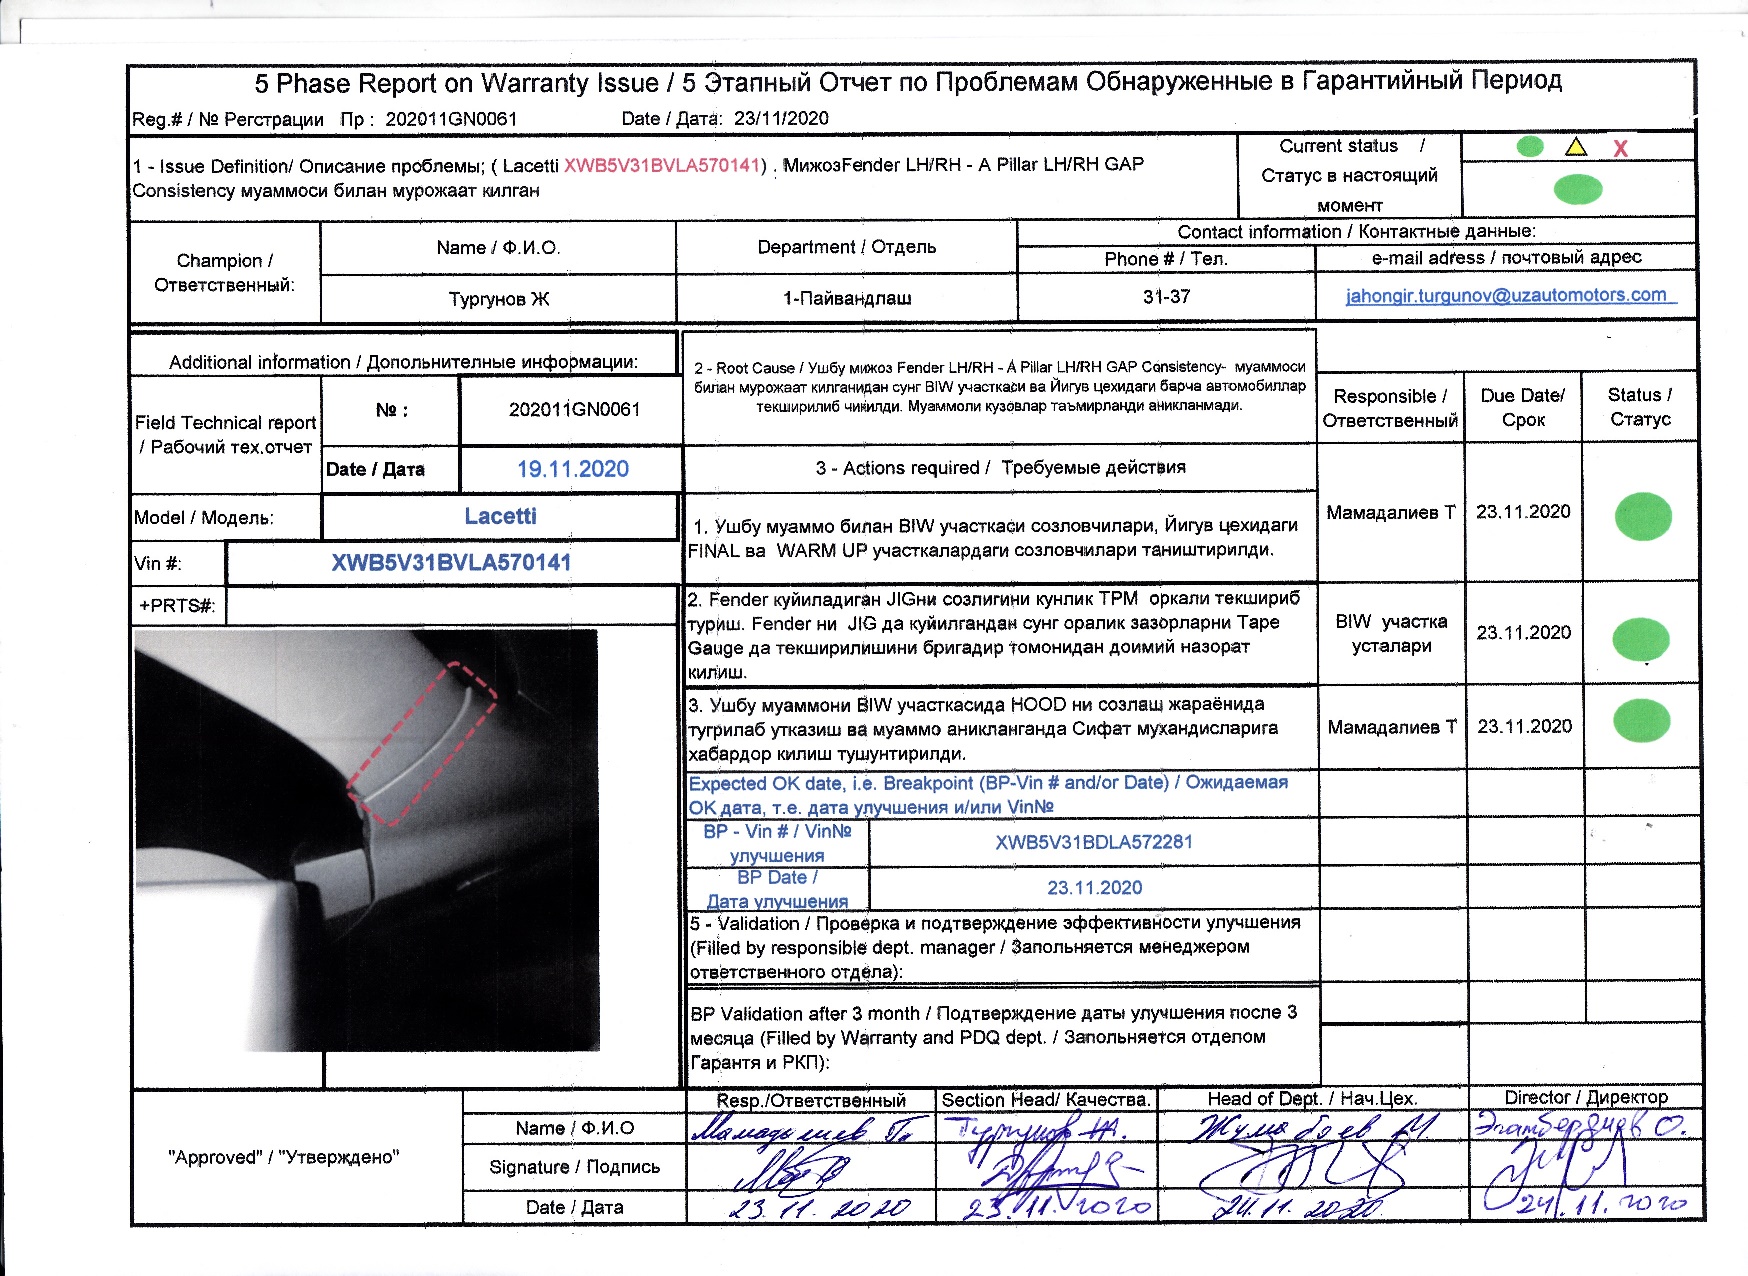 5 Phase Report on Warranty Issue / 5 Этапный Отчет по Проблемам Обнаруженные в Гарантийный Период
Reg.# / № Регстрации Пр : 202011GN0061 Date / Дата: 23/11/2020
1 - Issue Definition/ Описание проблемы; ( Lacetti XWB5V31BVLA570141) . МижозFender LH/RH - A Pillar LH/RH GAP
Consistency муаммоси билан мурожаат килган
Current status /
Статус в настоящий
момент
X
Champion /
Ответственный:
Name / Ф.И.О.
Department / Отдель
Contact information / Контактные данные:
Phone # / Тел.
e-mail adress / почтовый адрес
Тургунов Ж
1-Пайвандлаш
31-37
jahongir.turgunov@uzautomotors.com
Additional information / Допольнителные информации:
Field Technical report
/ Рабочий тех.отчет
№ :
202011GN0061
Date / Дата
19.11.2020
Model / Модель:
Lacetti
Vin #:
XWB5V31BVLA570141
+PRTS#:
2 - Root Cause / Ушбу мижоз Fender LH/RH - A Pillar LH/RH GAP Consistency- муаммоси
билан мурожаат килганидан сунг BIW участкаси ва Йигув цехидаги барча автомобиллар
текширилиб чикилди. Муаммоли кузовлар таъмирланди аникланмади.
Responsible /
Ответственный
Due Date/
Срок
Status /
Статус
3 - Actions required / Требуемые действия
1. Ушбу муаммо билан BIW участкаси созловчилари, Йигув цехидаги
FINAL ва WARM UP участкалардаги созловчилари таништирилди.
Мамадалиев Т
23.11.2020
2. Fender куйиладиган JIGни созлигини кунлик TPM оркали текшириб
туриш. Fender ни JIG да куйилгандан сунг оралик зазорларни Tape
Gauge да текширилишини бригадир томонидан доимий назорат
килиш.
BIW участка
усталари
23.11.2020
3. Ушбу муаммони BIW участкасида HOOD ни созлаш жараёнида
тугрилаб утказиш ва муаммо аникланганда Сифат мухандисларига
хабардор килиш тушунтирилди.
Мамадалиев Т
23.11.2020
Expected OK date, i.e. Breakpoint (BP-Vin # and/or Date) / Ожидаемая
ОК дата, т.е. дата улучшения и/или Vin№
BP - Vin # / Vin№
улучшения
XWB5V31BDLA572281
BP Date /
Дата улучшения
23.11.2020
5 - Validation / Проверка и подтверждение эффективности улучшения
(Filled by responsible dept. manager / Запольняется менеджером
ответственного отдела):
BP Validation after 3 month / Подтверждение даты улучшения после 3
месяца (Filled by Warranty and PDQ dept. / Запольняется отделом
Гарантя и РКП):
"Approved" / "Утверждено"
Resp./Ответственный
Section Head/ Качества.
Head of Dept. / Нач.Цех.
Director / Директор
Name / Ф.И.О
Тургунов Ж.
Жумабоев И.
Signature / Подпись
Date / Дата
23.11.2020
23.11.2020
24.11.2020
24.11.2020